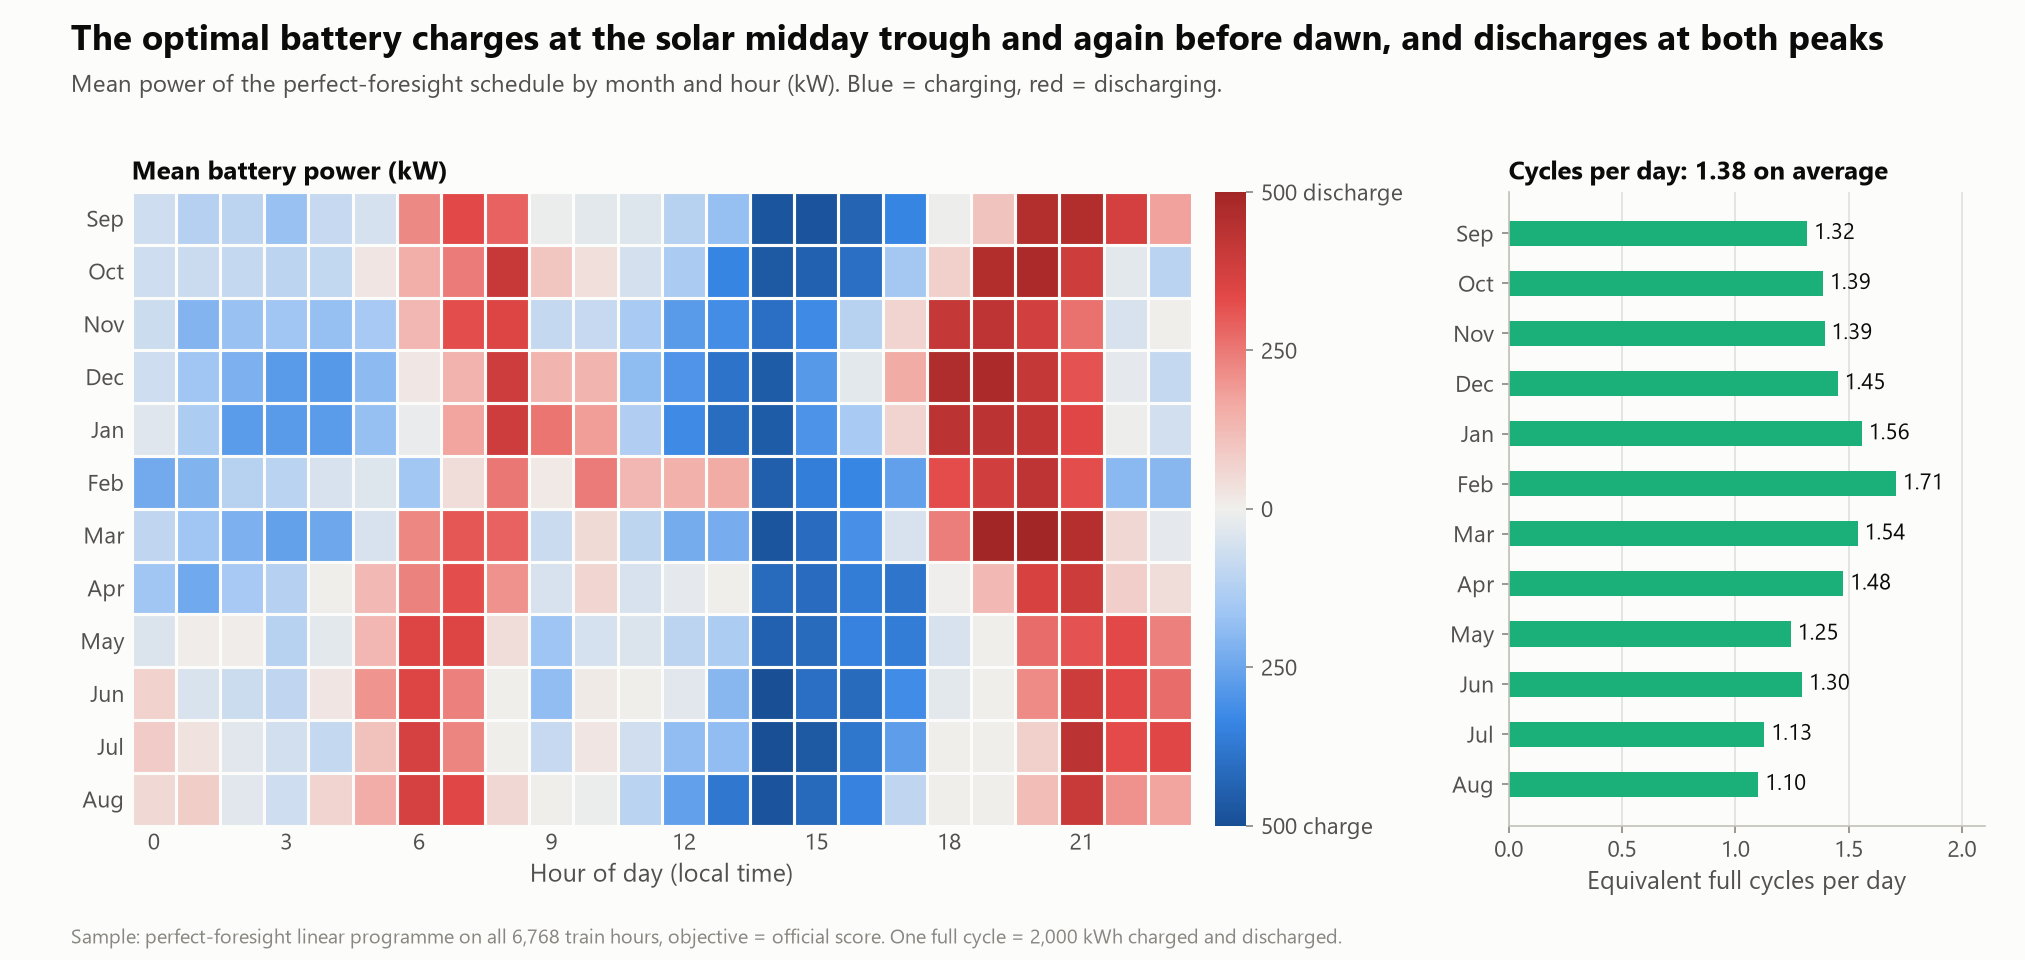 The optimal battery charges at the solar midday trough and again before dawn, and discharges at both peaks
Mean power of the perfect-foresight schedule by month and hour (kW). Blue = charging, red = discharging.
Mean battery power (kW)
Sep
Oct
Nov
Dec
Jan
Feb
Mar
Apr
May
Jun
Jul
Aug
0 3 6 9 12 15 18 21
Hour of day (local time)
500 discharge
250
0
250
500 charge
Cycles per day: 1.38 on average
Sep 1.32
Oct 1.39
Nov 1.39
Dec 1.45
Jan 1.56
Feb 1.71
Mar 1.54
Apr 1.48
May 1.25
Jun 1.30
Jul 1.13
Aug 1.10
0.0 0.5 1.0 1.5 2.0
Equivalent full cycles per day
Sample: perfect-foresight linear programme on all 6,768 train hours, objective = official score. One full cycle = 2,000 kWh charged and discharged.